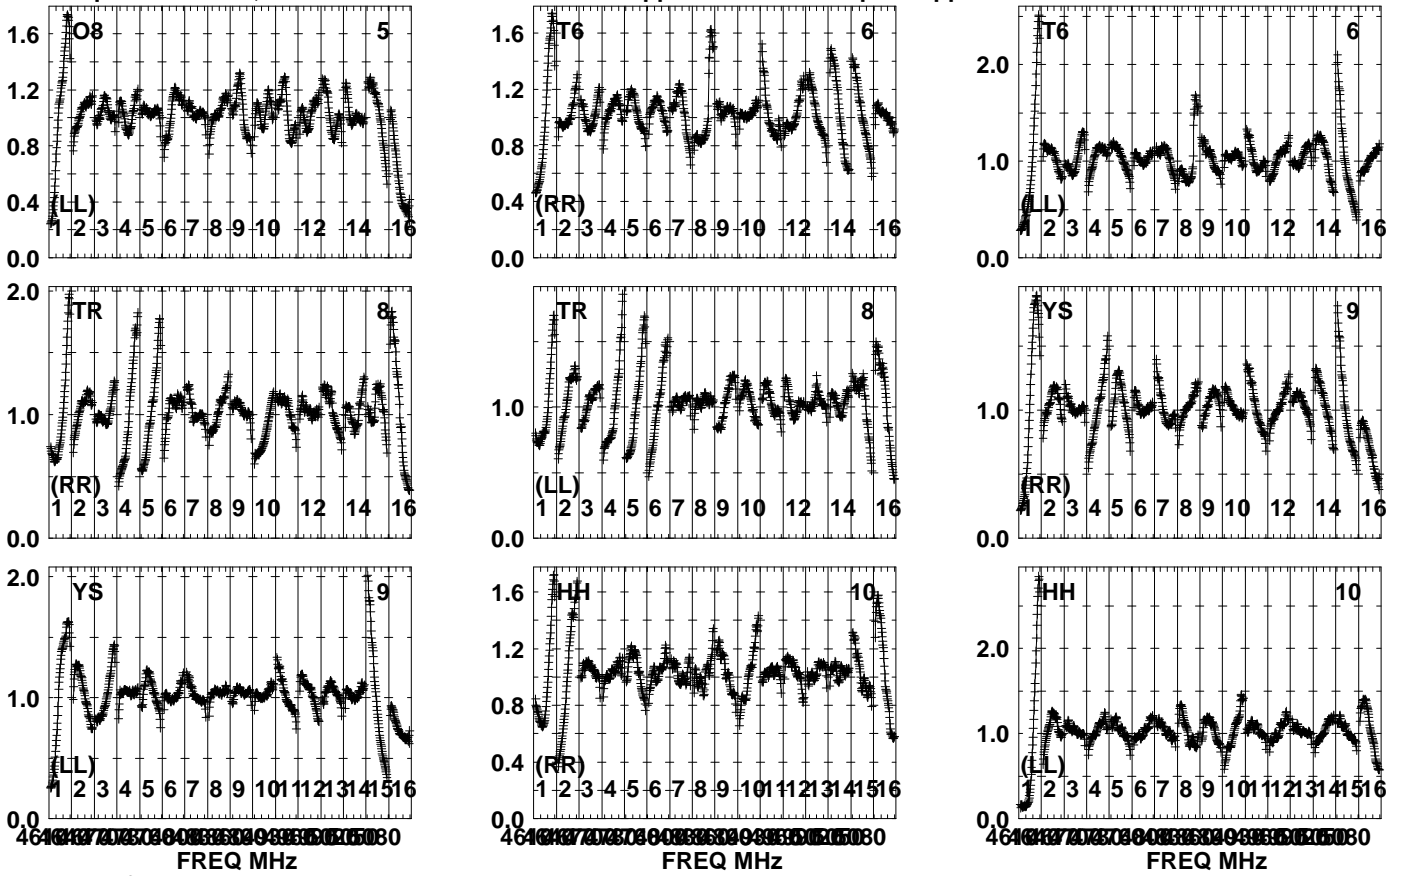 1.6 O8 5 1.6 T6 6 T6 6
2.0
1.2 1.2
0.8 0.8 1.0
0.4 (LL) 0.4 (RR) (LL)
1 2 3 4 5 6 7 8 9 10 12 14 16 1 2 3 4 5 6 7 8 9 10 12 14 16 1 2 3 4 5 6 7 8 9 10 12 14 16
0.0 0.0 0.0
2.0 TR 8 TR 8 YS 9
1.0 1.0 1.0
(RR) (LL) (RR)
1 2 3 4 5 6 7 8 9 10 12 14 16 1 2 3 4 5 6 7 8 9 10 12 14 16 1 2 3 4 5 6 7 8 9 10 12 14 16
0.0 0.0 0.0
2.0 YS 9 1.6 HH 10 HH 10
1.2 2.0
1.0 0.8 1.0
(LL) 0.4 (RR) (LL)
1 2 3 4 5 6 7 8 9 10 11 12 13 14 15 16 1 2 3 4 5 6 7 8 9 10 11 12 13 14 15 16 1 2 3 4 5 6 7 8 9 10 11 12 13 14 15 16
0.0 0.0 0.0
FREQ MHz FREQ MHz FREQ MHz